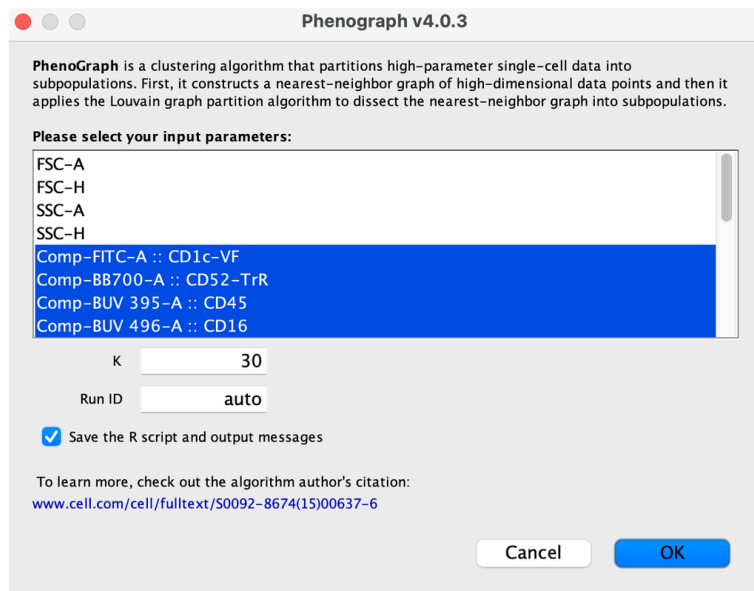 Phenograph v4.0.3
PhenoGraph is a clustering algorithm that partitions high-parameter single-cell data into
subpopulations. First, it constructs a nearest-neighbor graph of high-dimensional data points and then it
applies the Louvain graph partition algorithm to dissect the nearest-neighbor graph into subpopulations.
Please select your input parameters:
FSC-A
FSC-H
SSC-A
SSC-H
Comp-FITC-A :: CD1c-VF
Comp-BB700-A :: CD52-TrR
Comp-BUV 395-A :: CD45
Comp-BUV 496-A :: CD16
K 30
Run ID auto
Save the R script and output messages
To learn more, check out the algorithm author's citation:
www.cell.com/cell/fulltext/S0092-8674(15)00637-6
Cancel OK